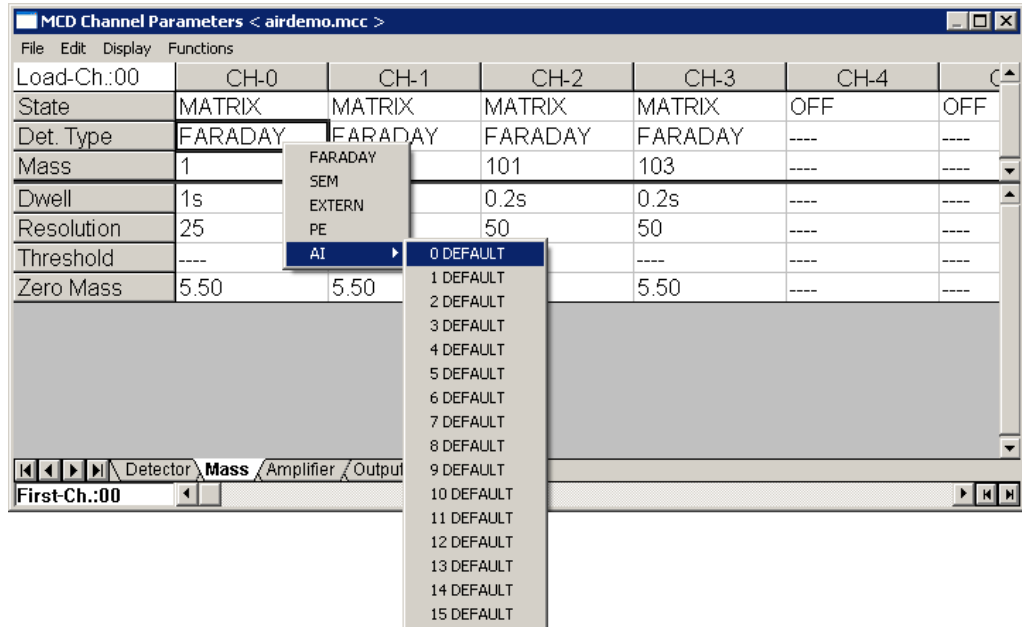 MCD Channel Parameters < airdemo.mcc >
File Edit Display Functions
Load-Ch.:00 CH-0 CH-1 CH-2 CH-3 CH-4
State MATRIX MATRIX MATRIX MATRIX OFF OFF
Det. Type FARADAY FARADAY FARADAY FARADAY ---- ----
Mass 1 101 103 ---- ----
Dwell 1s 0.2s 0.2s ---- ----
Resolution 25 50 50 ---- ----
Threshold ---- ---- ---- ----
Zero Mass 5.50 5.50 5.50 ---- ----
FARADAY
SEM
EXTERN
PE
AI
0 DEFAULT
1 DEFAULT
2 DEFAULT
3 DEFAULT
4 DEFAULT
5 DEFAULT
6 DEFAULT
7 DEFAULT
8 DEFAULT
9 DEFAULT
10 DEFAULT
11 DEFAULT
12 DEFAULT
13 DEFAULT
14 DEFAULT
15 DEFAULT
Detector Mass Amplifier Output
First-Ch.:00